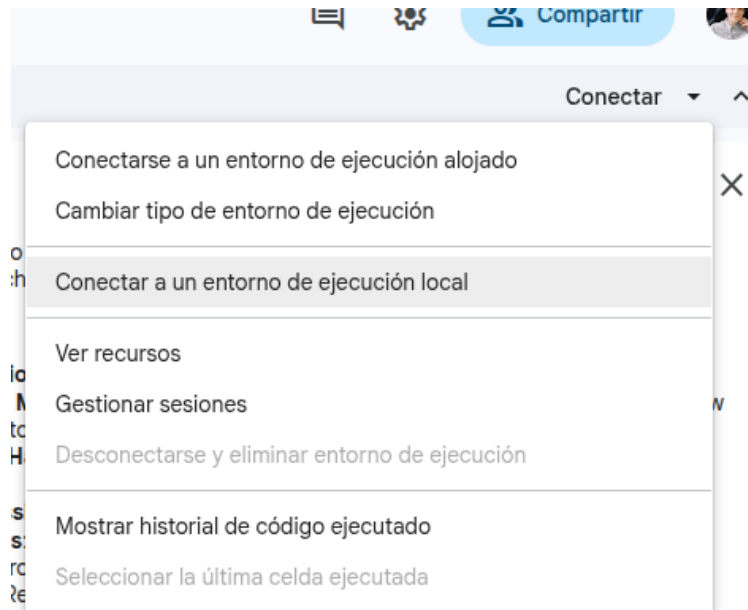 Compartir
Conectar
Conectarse a un entorno de ejecución alojado
Cambiar tipo de entorno de ejecución
Conectar a un entorno de ejecución local
Ver recursos
Gestionar sesiones
Desconectarse y eliminar entorno de ejecución
Mostrar historial de código ejecutado
Seleccionar la última celda ejecutada